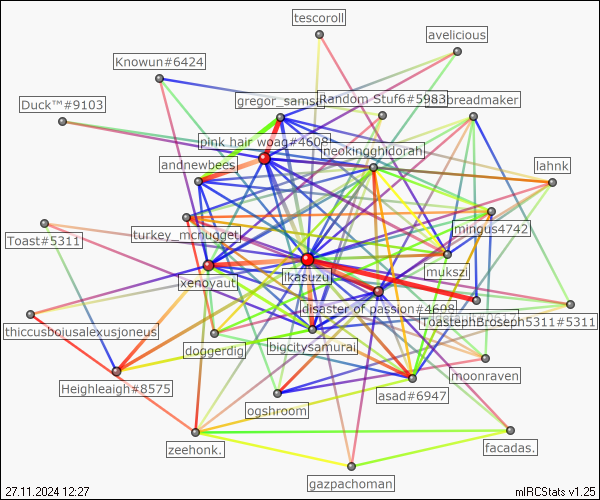 tescoroll
avelicious
Knowun#6424
Duck™#9103
gregor_samsa
Random Stuf6#5983
breadmaker
pink hair woag#4608
neokingghidorah
andnewbees
lahnk
turkey_mcnugget
mingus4742
Toast#5311
mukszi
xenoyaut
ikasuzu
disaster of passion#4608
ToastephBroseph5311#5311
thiccusboiusalexusjoneus
doggerdig
bigcitysamurai
moonraven
Heighleaigh#8575
asad#6947
ogshroom
zeehonk.
facadas.
gazpachoman
27.11.2024 12:27
mIRCStats v1.25